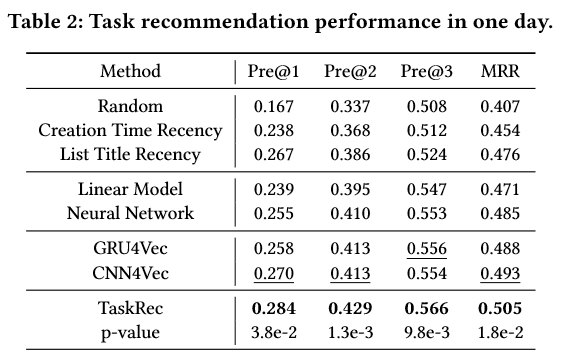 Table 2: Task recommendation performance in one day.
Method Pre@1 Pre@2 Pre@3 MRR
Random 0.167 0.337 0.508 0.407
Creation Time Recency 0.238 0.368 0.512 0.454
List Title Recency 0.267 0.386 0.524 0.476
Linear Model 0.239 0.395 0.547 0.471
Neural Network 0.255 0.410 0.553 0.485
GRU4Vec 0.258 0.413 0.556 0.488
CNN4Vec 0.270 0.413 0.554 0.493
TaskRec 0.284 0.429 0.566 0.505
p-value 3.8e-2 1.3e-3 9.8e-3 1.8e-2